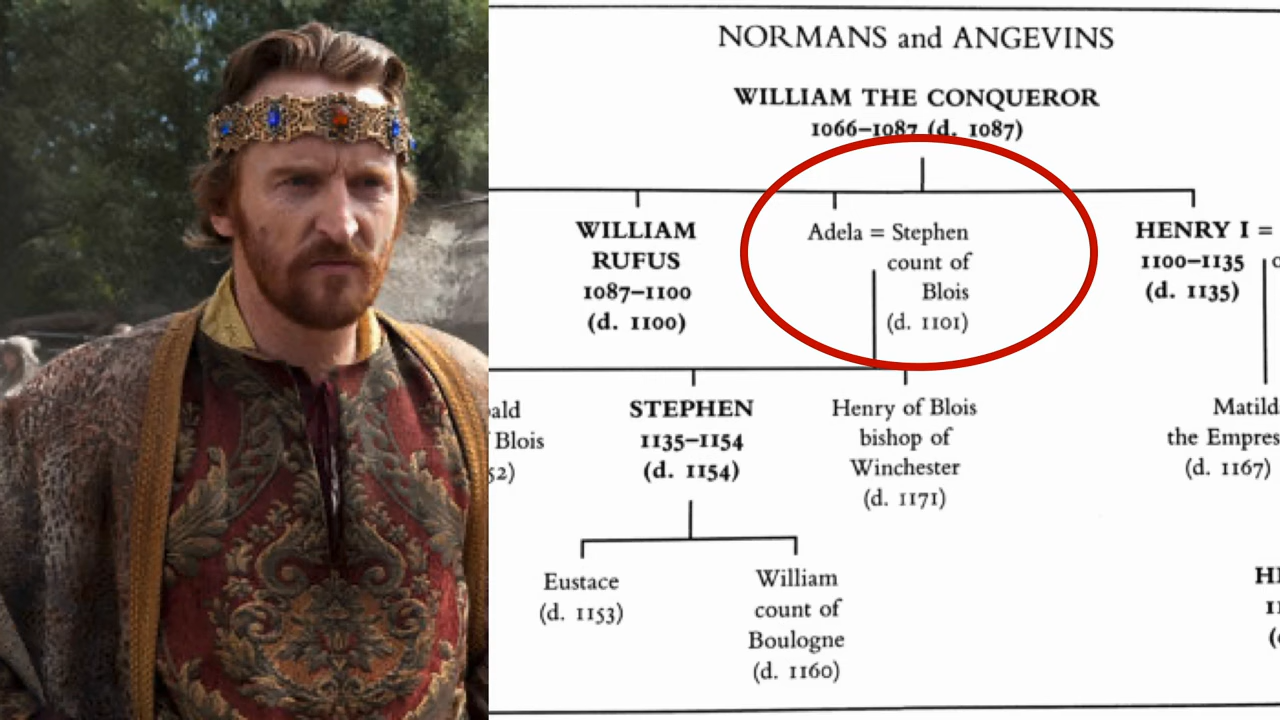 NORMANS and ANGEVINS
WILLIAM THE CONQUEROR
1066–1087 (d. 1087)
WILLIAM
RUFUS
1087–1100
(d. 1100)
Adela = Stephen
count of
Blois
(d. 1101)
HENRY I =
1100–1135
(d. 1135)
Blois
STEPHEN
1135–1154
(d. 1154)
Henry of Blois
bishop of
Winchester
(d. 1171)
the
(d. 1167)
Eustace
(d. 1153)
William
count of
Boulogne
(d. 1160)